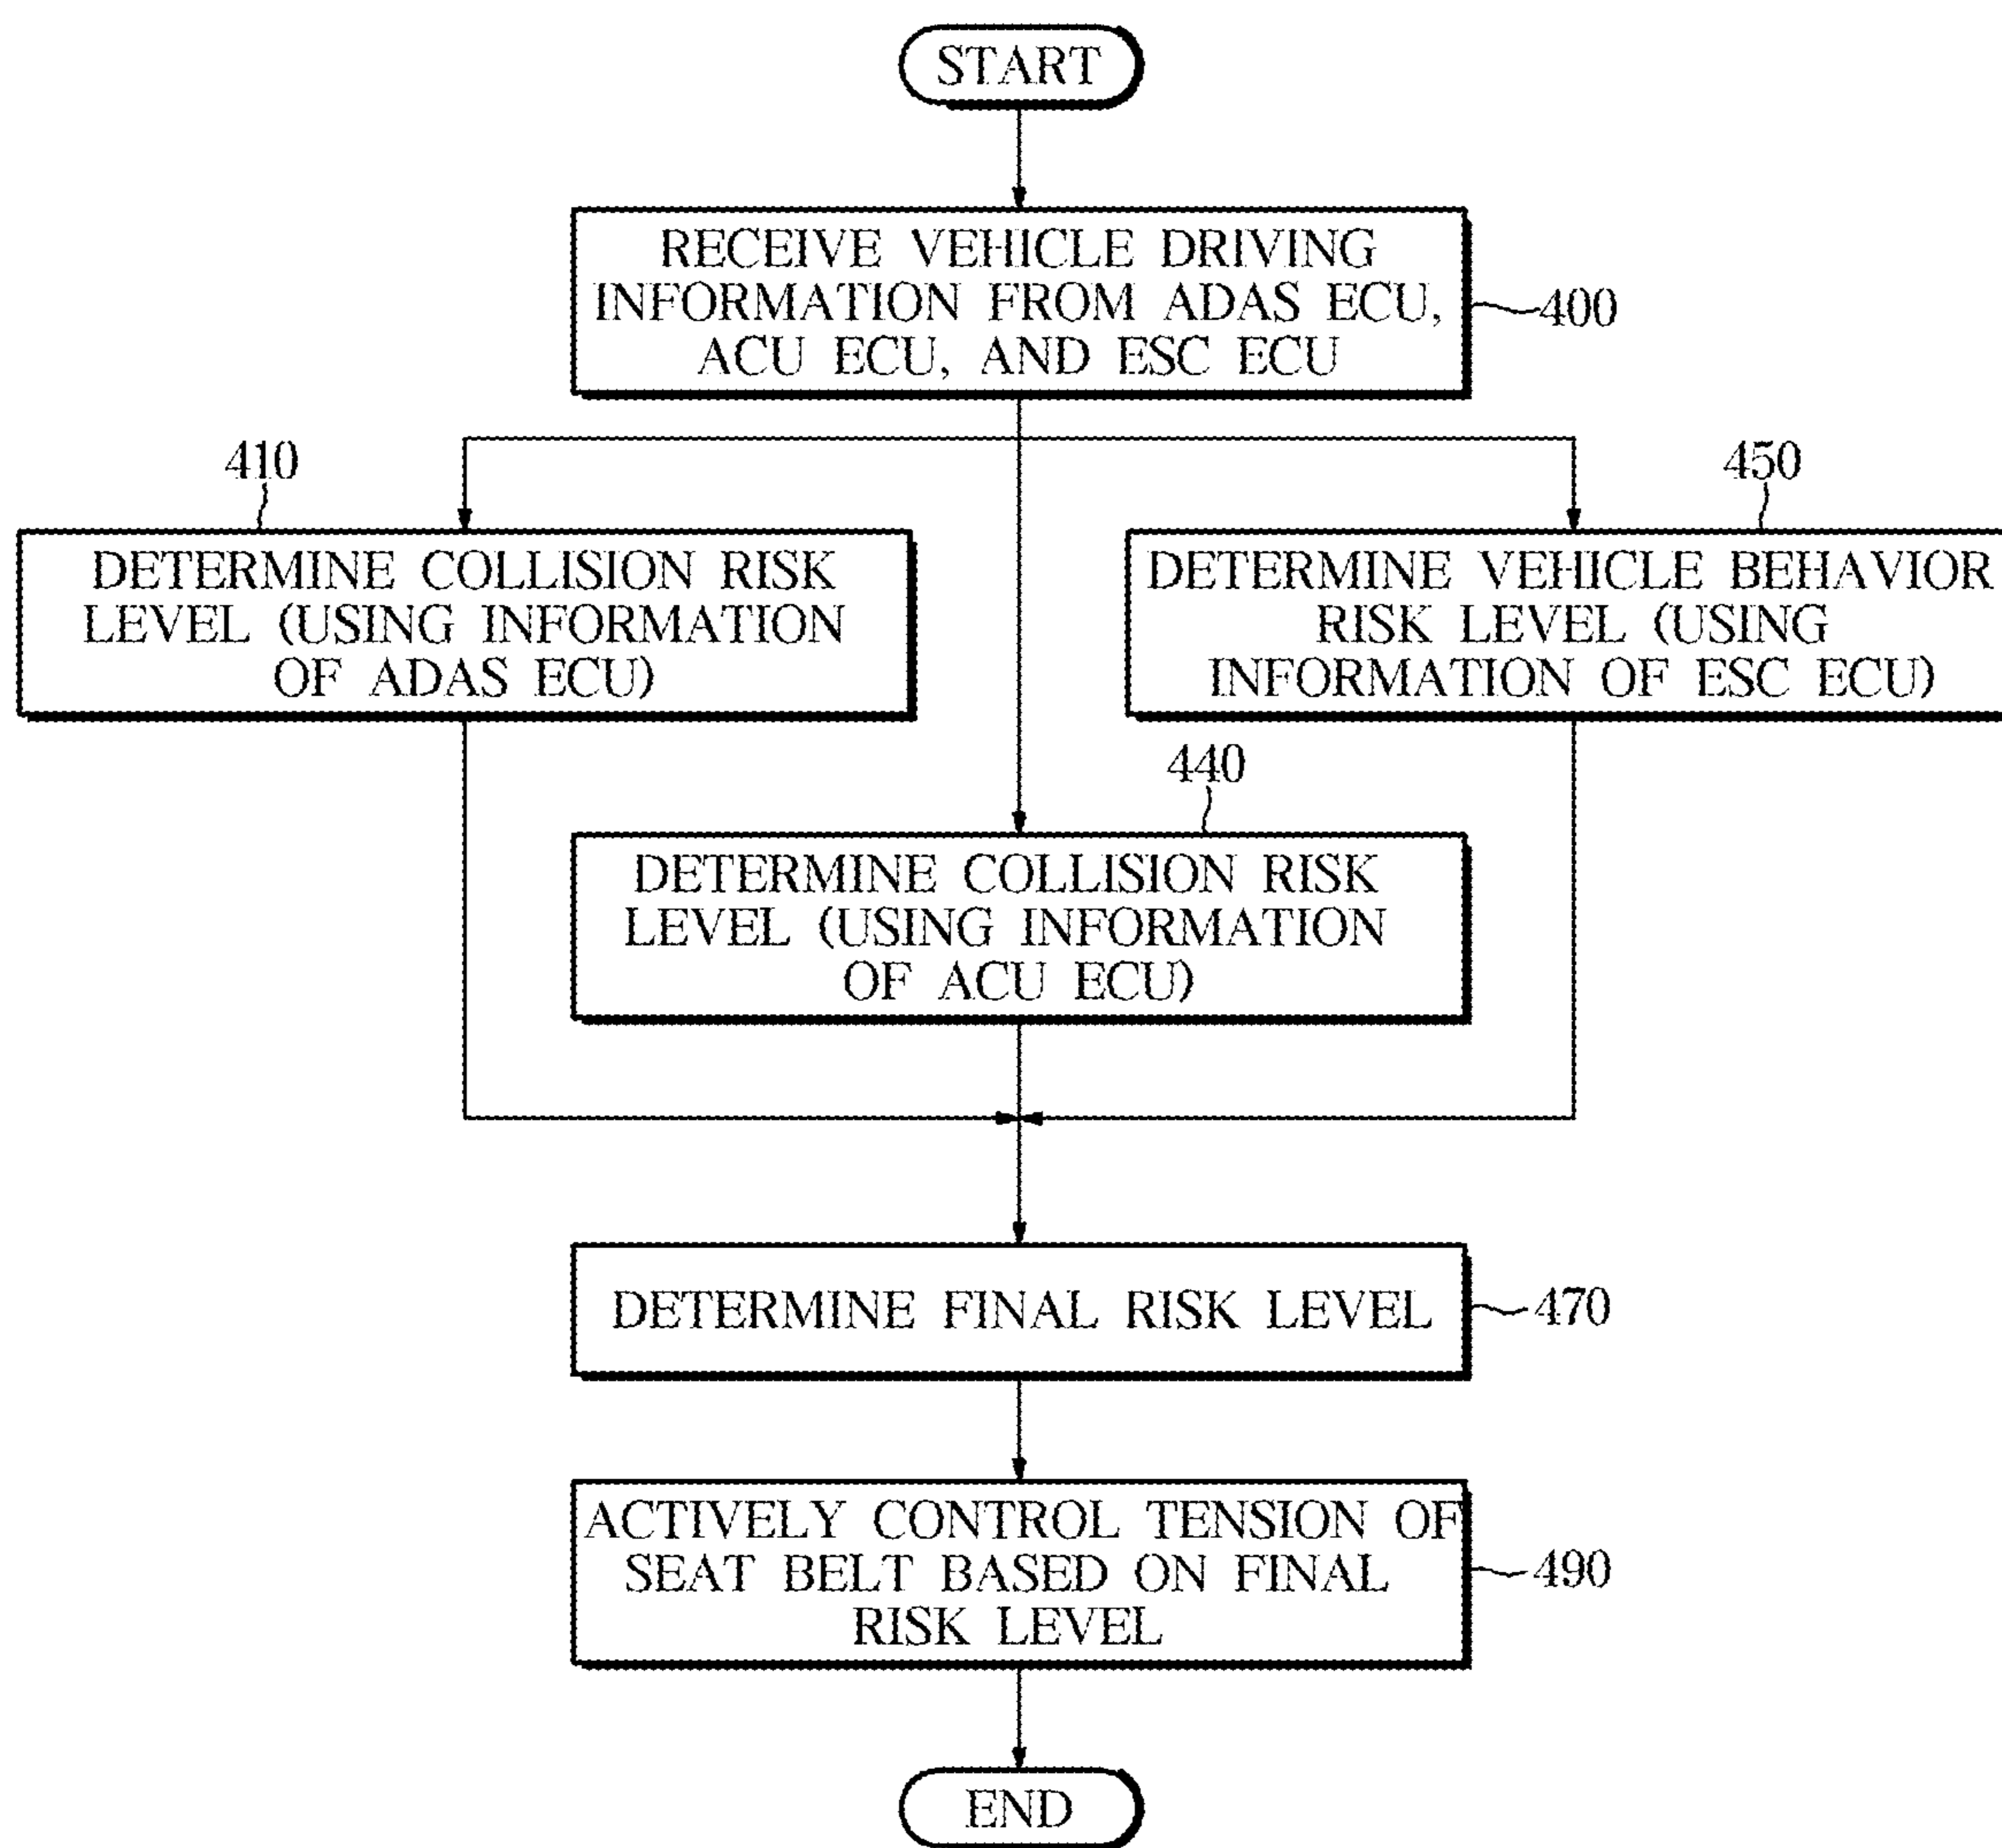 START
RECEIVE VEHICLE DRIVING
INFORMATION FROM ADAS ECU,
ACU ECU, AND ESC ECU
400
410
DETERMINE COLLISION RISK
LEVEL (USING INFORMATION
OF ADAS ECU)
450
DETERMINE VEHICLE BEHAVIOR
RISK LEVEL (USING
INFORMATION OF ESC ECU)
440
DETERMINE COLLISION RISK
LEVEL (USING INFORMATION
OF ACU ECU)
DETERMINE FINAL RISK LEVEL
470
ACTIVELY CONTROL TENSION OF
SEAT BELT BASED ON FINAL
RISK LEVEL
490
END